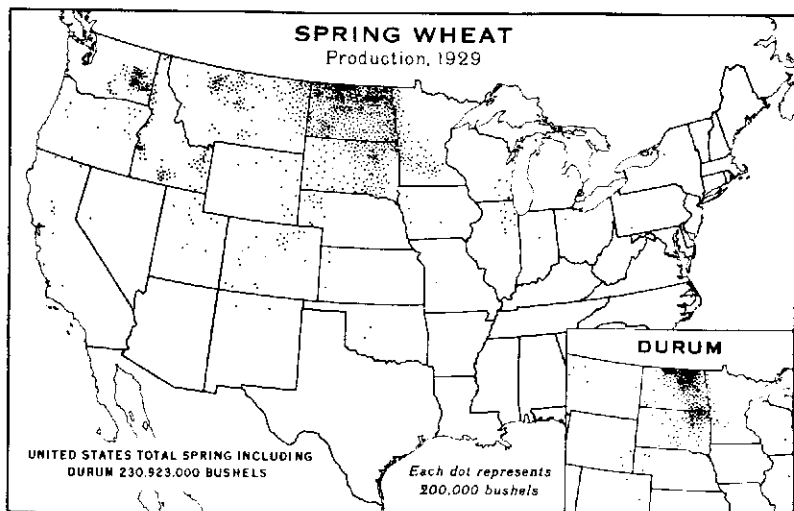 SPRING WHEAT
Production, 1929
DURUM
UNITED STATES TOTAL SPRING INCLUDING
DURUM 230,923,000 BUSHELS
Each dot represents
200,000 bushels